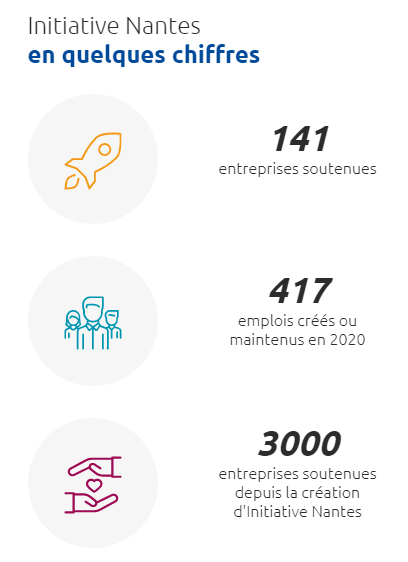 Initiative Nantes
en quelques chiffres
141
entreprises soutenues
417
emplois créés ou
maintenus en 2020
3000
entreprises soutenues
depuis la création
d'Initiative Nantes